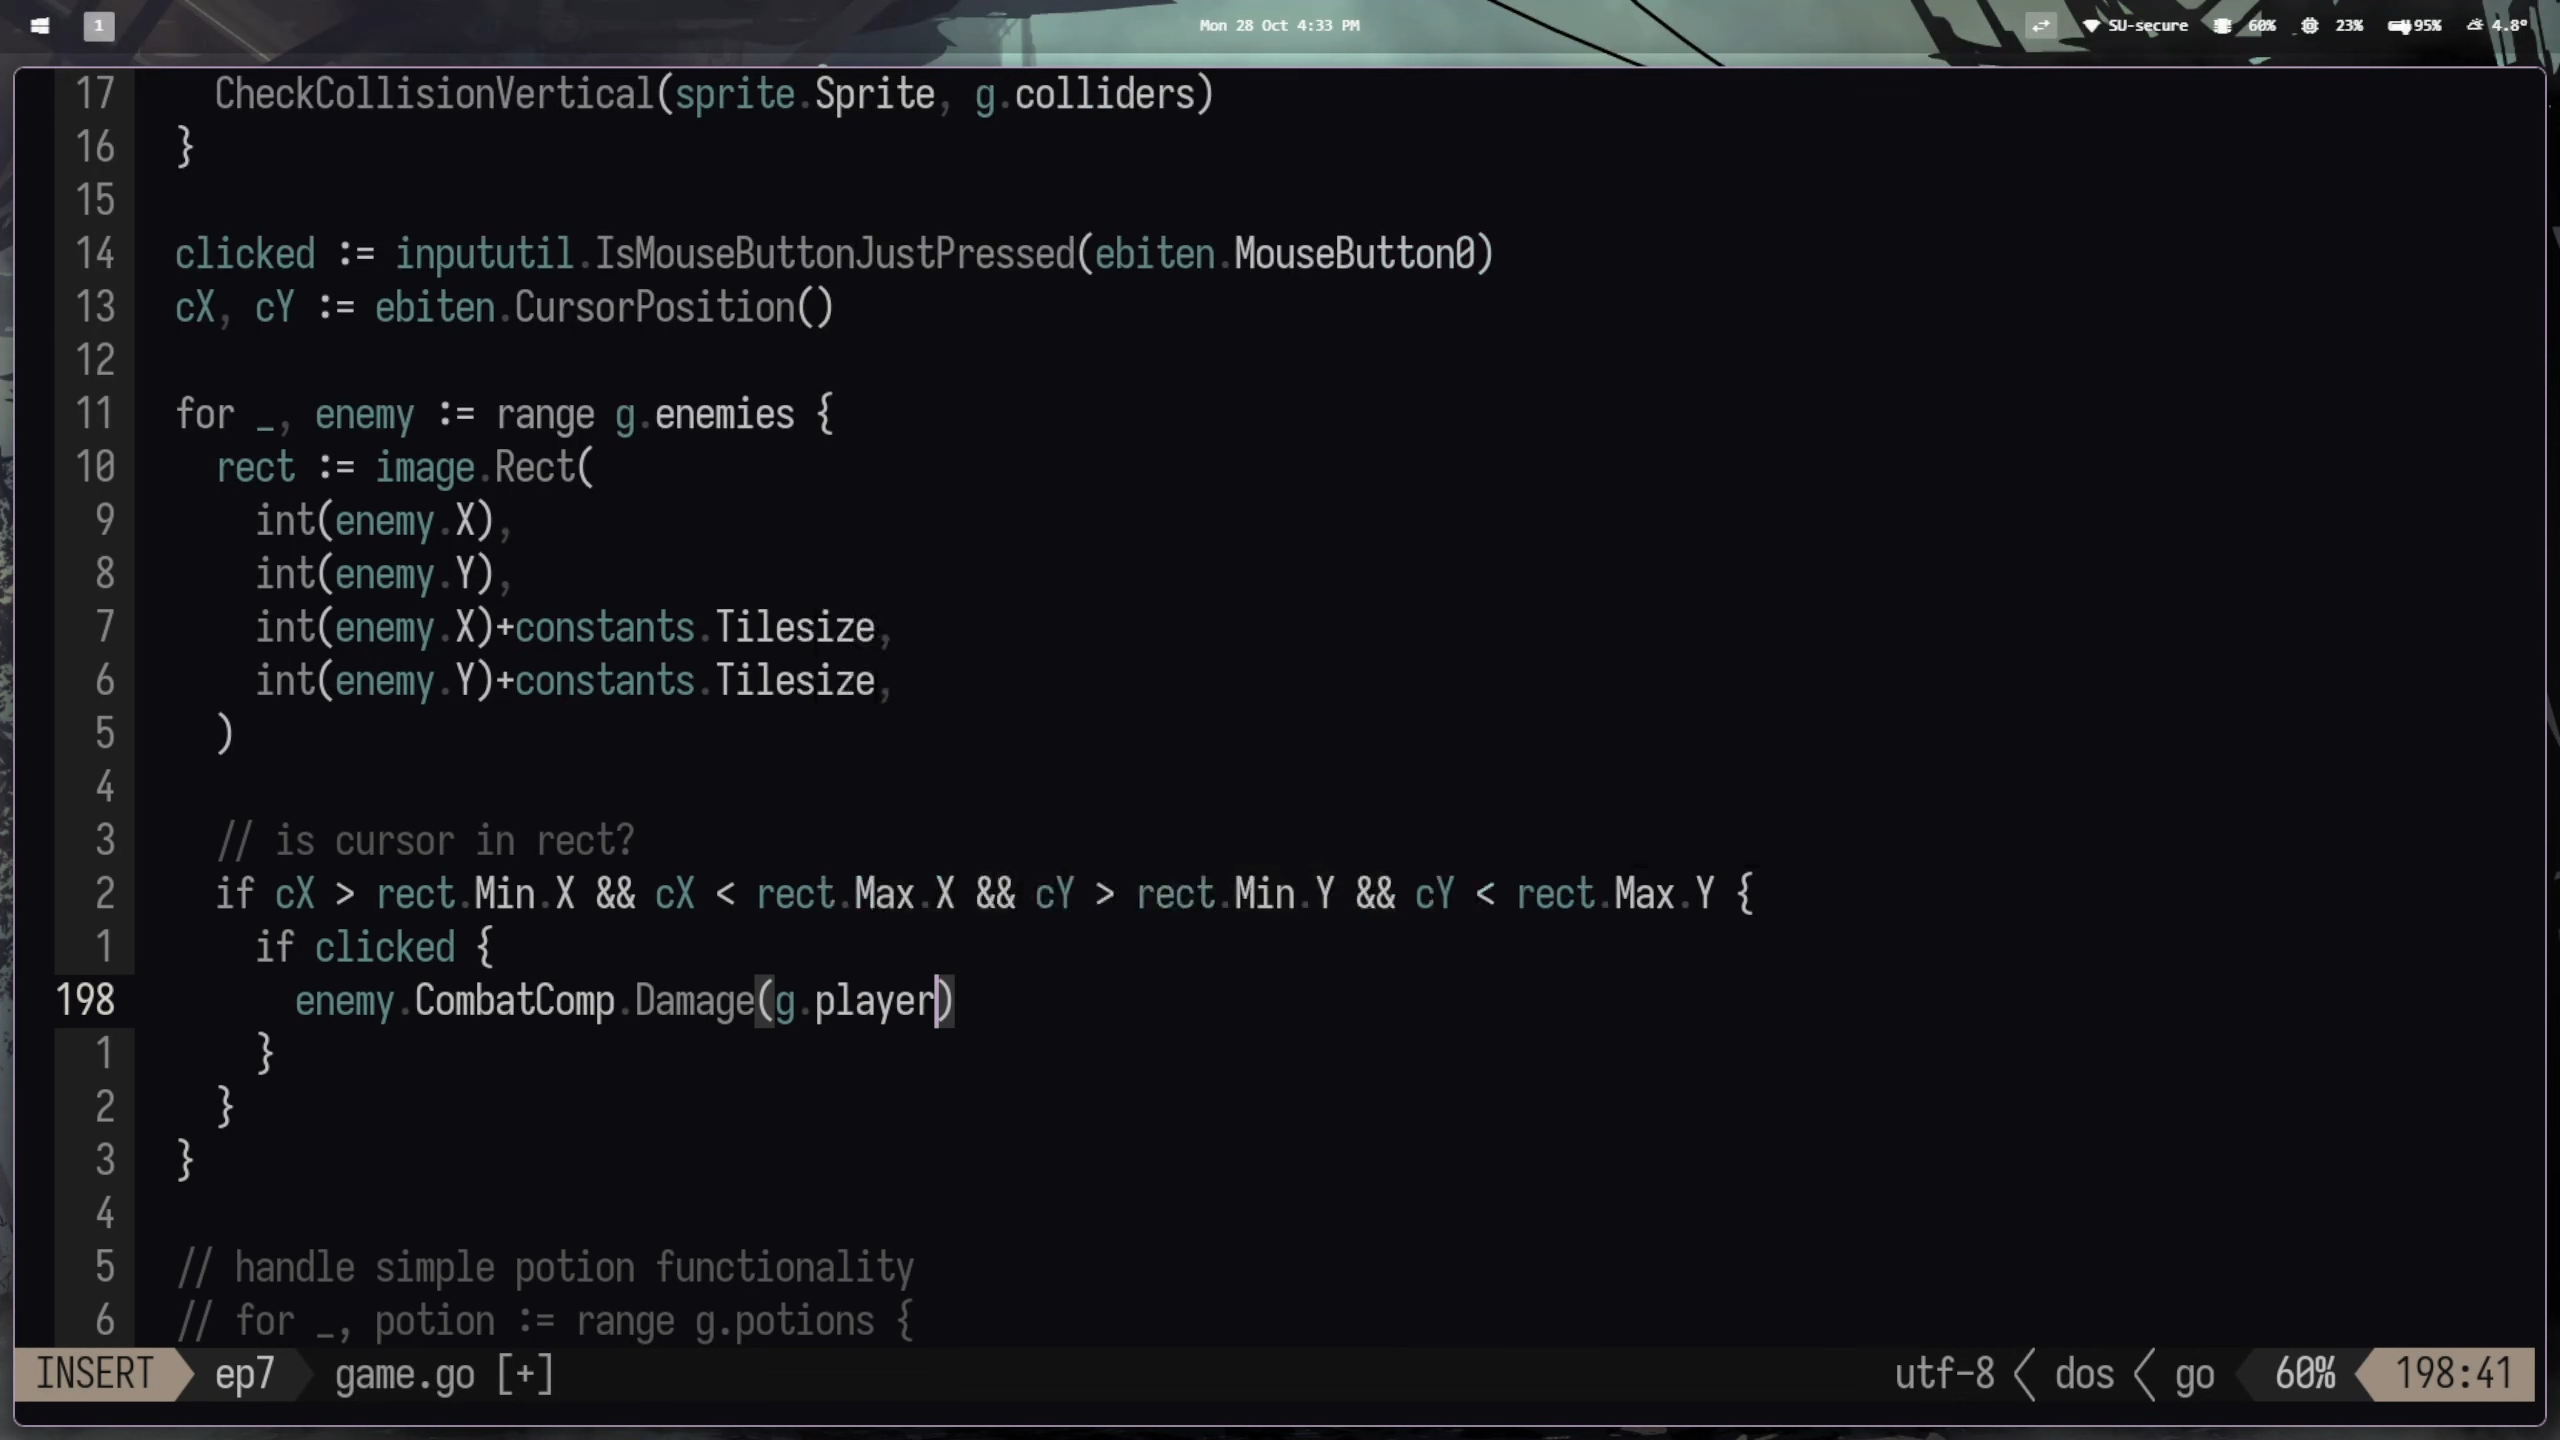 1 Mon 28 Oct 4:33 PM SU-secure 60% 23% 95% 4.8°
17 CheckCollisionVertical(sprite.Sprite, g.colliders)
16 }
15
14 clicked := inpututil.IsMouseButtonJustPressed(ebiten.MouseButton0)
13 cX, cY := ebiten.CursorPosition()
12
11 for _, enemy := range g.enemies {
10 rect := image.Rect(
9 int(enemy.X),
8 int(enemy.Y),
7 int(enemy.X)+constants.Tilesize,
6 int(enemy.Y)+constants.Tilesize,
5 )
4
3 // is cursor in rect?
2 if cX > rect.Min.X && cX < rect.Max.X && cY > rect.Min.Y && cY < rect.Max.Y {
1 if clicked {
198 enemy.CombatComp.Damage(g.player)
1 }
2 }
3 }
4
5 // handle simple potion functionality
6 // for _, potion := range g.potions {
INSERT ep7 game.go [+] utf-8 dos go 60% 198:41